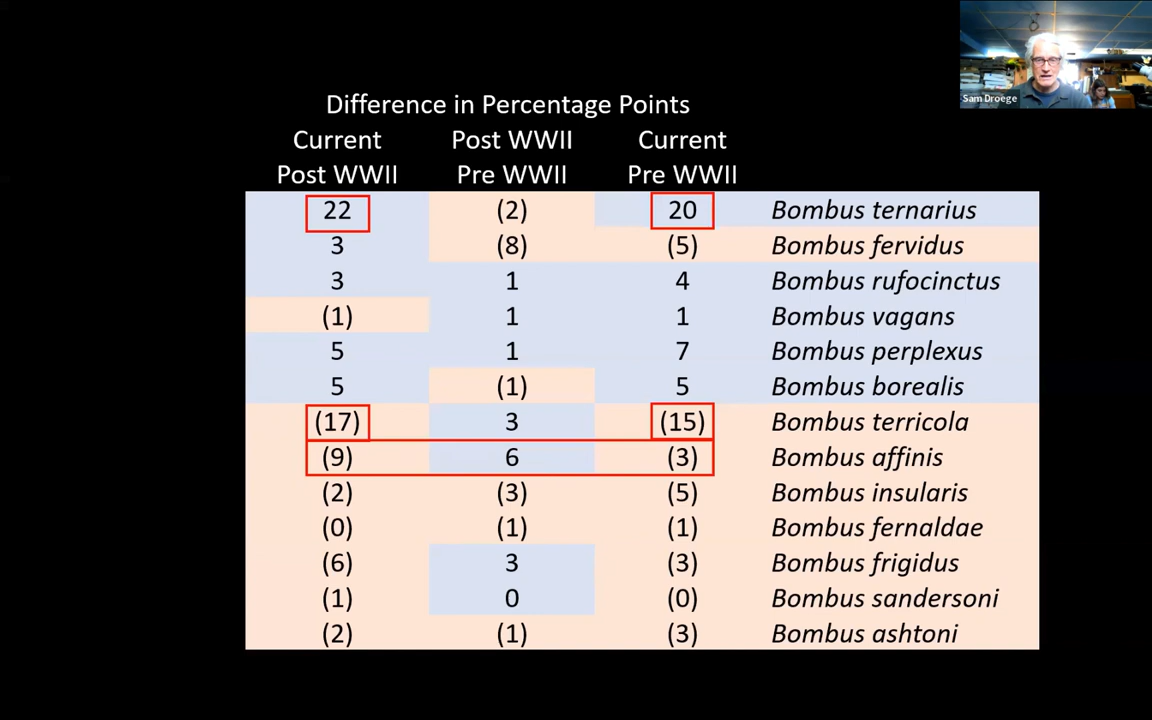 Sam Droege
Difference in Percentage Points
Current Post WWII Current
Post WWII Pre WWII Pre WWII
22 (2) 20 Bombus ternarius
3 (8) (5) Bombus fervidus
3 1 4 Bombus rufocinctus
(1) 1 1 Bombus vagans
5 1 7 Bombus perplexus
5 (1) 5 Bombus borealis
(17) 3 (15) Bombus terricola
(9) 6 (3) Bombus affinis
(2) (3) (5) Bombus insularis
(0) (1) (1) Bombus fernaldae
(6) 3 (3) Bombus frigidus
(1) 0 (0) Bombus sandersoni
(2) (1) (3) Bombus ashtoni